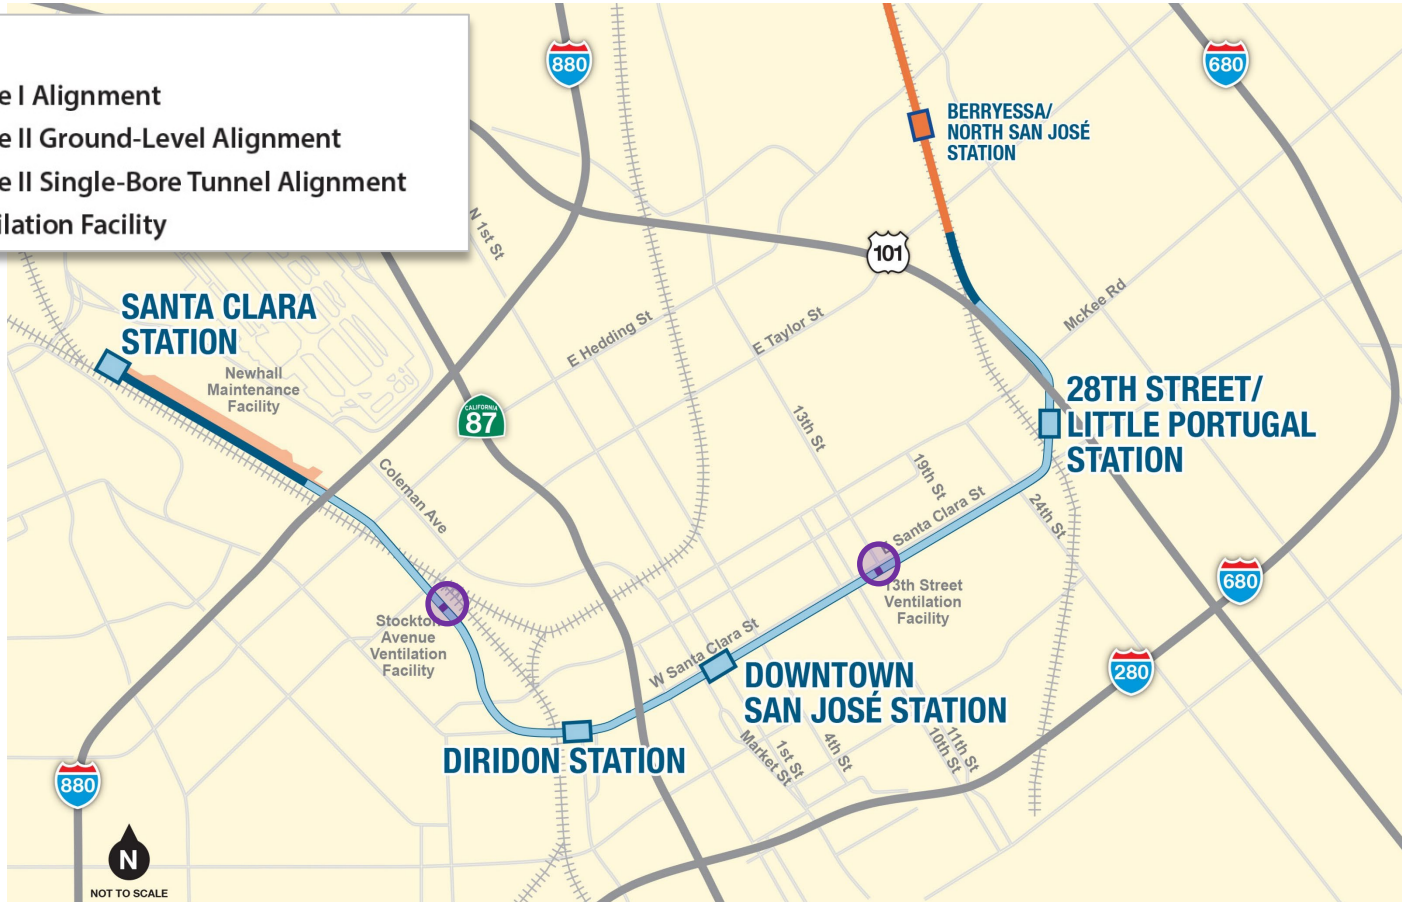 e I Alignment
e II Ground-Level Alignment
e II Single-Bore Tunnel Alignment
ilation Facility
880
680
BERRYESSA/
NORTH SAN JOSÉ
STATION
N 1st St
101
McKee Rd
SANTA CLARA
STATION
E Hedding St
E Taylor St
Newhall
Maintenance
Facility
CALIFORNIA
87
28TH STREET/
LITTLE PORTUGAL
STATION
13th St
Coleman Ave
19th St
E Santa Clara St
24th St
13th Street
Ventilation
Facility
680
Stockton
Avenue
Ventilation
Facility
W Santa Clara St
280
DOWNTOWN
SAN JOSÉ STATION
DIRIDON STATION
Market St
1st St
4th St
10th St
11th St
880
N
NOT TO SCALE